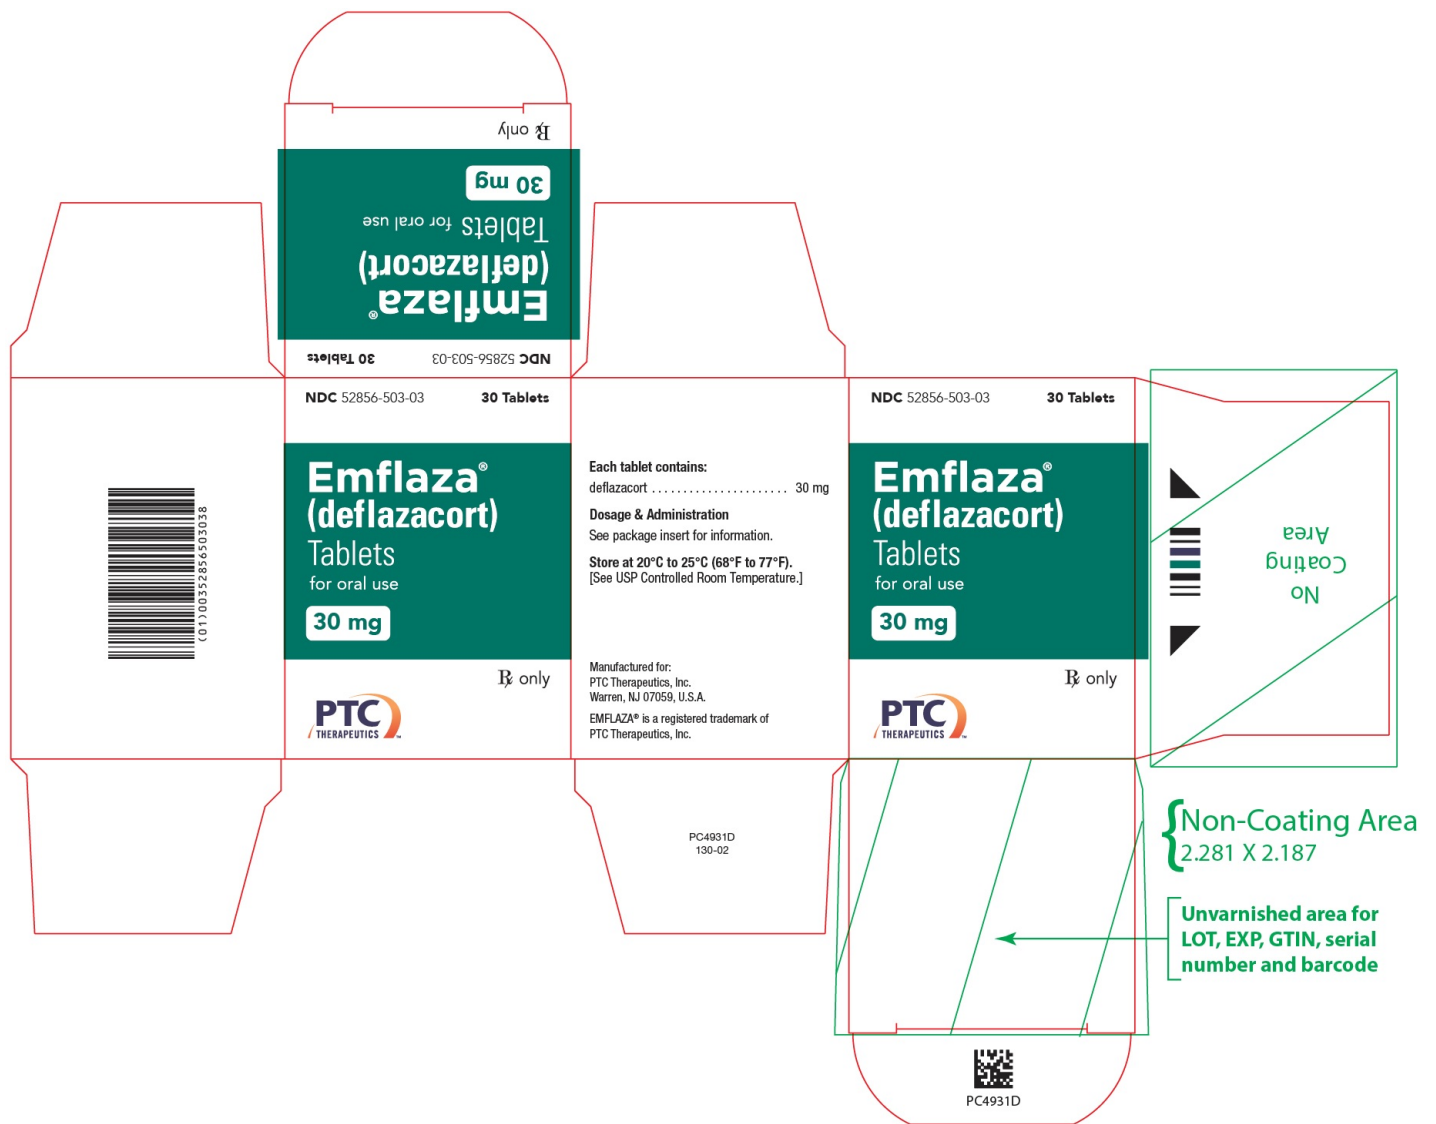 ℞ only
30 mg
Tablets for oral use
(deflazacort)
Emflaza®
NDC 52856-503-03 30 Tablets
(01)00352856503038
NDC 52856-503-03 30 Tablets
Emflaza®
(deflazacort)
Tablets
for oral use
30 mg
℞ only
PTC
THERAPEUTICS™
Each tablet contains:
deflazacort ...................... 30 mg
Dosage & Administration
See package insert for information.
Store at 20°C to 25°C (68°F to 77°F).
[See USP Controlled Room Temperature.]
Manufactured for:
PTC Therapeutics, Inc.
Warren, NJ 07059, U.S.A.
EMFLAZA® is a registered trademark of
PTC Therapeutics, Inc.
PC4931D
130-02
NDC 52856-503-03 30 Tablets
Emflaza®
(deflazacort)
Tablets
for oral use
30 mg
℞ only
PTC
THERAPEUTICS™
No
Coating
Area
{Non-Coating Area
2.281 X 2.187
Unvarnished area for
LOT, EXP, GTIN, serial
number and barcode
PC4931D